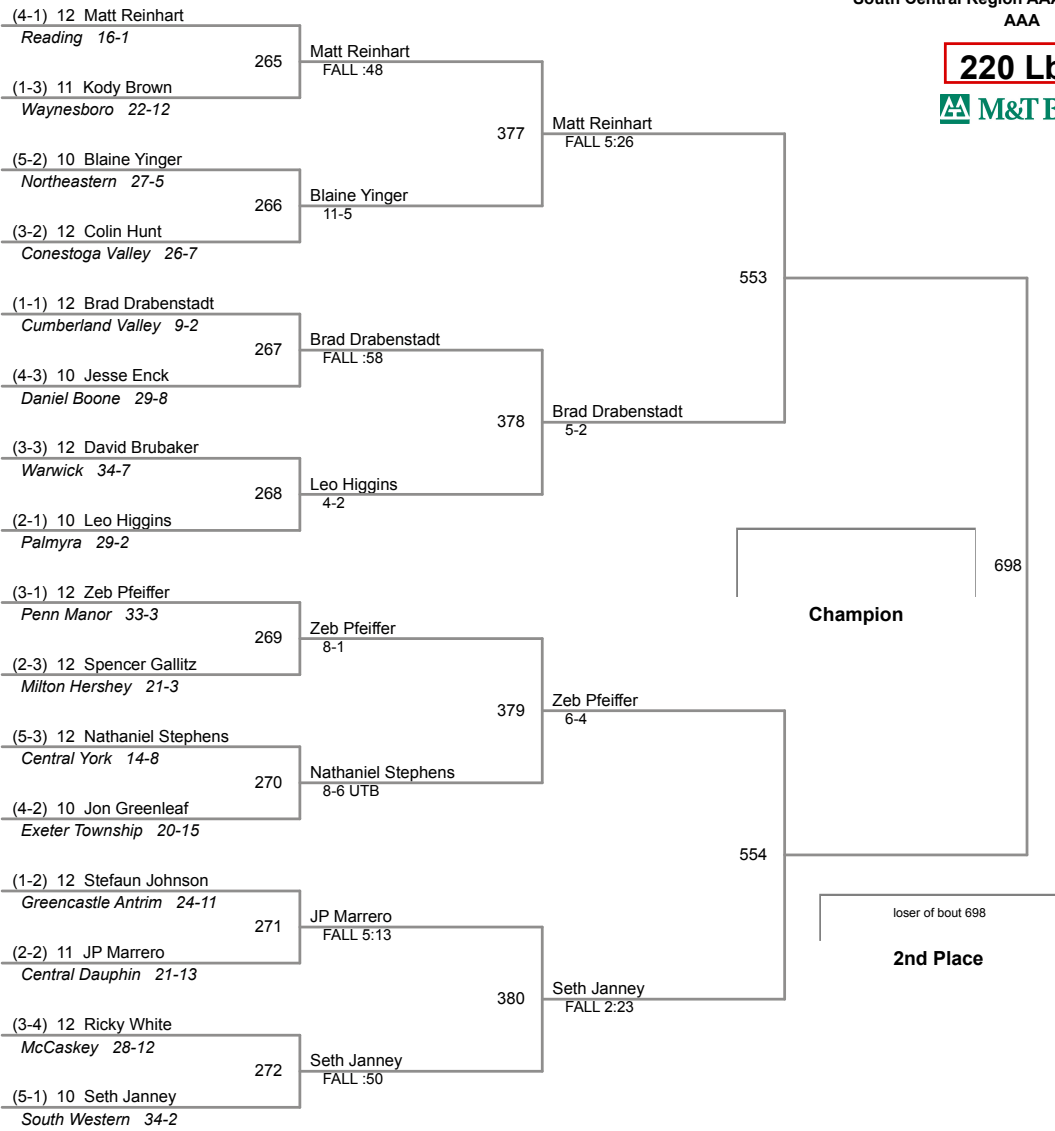 South Central Region AAA
AAA
220 Lb
M&T B
(4-1) 12 Matt Reinhart
Reading 16-1
265
Matt Reinhart
FALL :48
(1-3) 11 Kody Brown
Waynesboro 22-12
377
Matt Reinhart
FALL 5:26
(5-2) 10 Blaine Yinger
Northeastern 27-5
266
Blaine Yinger
11-5
(3-2) 12 Colin Hunt
Conestoga Valley 26-7
553
(1-1) 12 Brad Drabenstadt
Cumberland Valley 9-2
267
Brad Drabenstadt
FALL :58
(4-3) 10 Jesse Enck
Daniel Boone 29-8
378
Brad Drabenstadt
5-2
(3-3) 12 David Brubaker
Warwick 34-7
268
Leo Higgins
4-2
(2-1) 10 Leo Higgins
Palmyra 29-2
698
Champion
(3-1) 12 Zeb Pfeiffer
Penn Manor 33-3
269
Zeb Pfeiffer
8-1
(2-3) 12 Spencer Gallitz
Milton Hershey 21-3
379
Zeb Pfeiffer
6-4
(5-3) 12 Nathaniel Stephens
Central York 14-8
270
Nathaniel Stephens
8-6 UTB
(4-2) 10 Jon Greenleaf
Exeter Township 20-15
554
(1-2) 12 Stefaun Johnson
Greencastle Antrim 24-11
271
JP Marrero
FALL 5:13
(2-2) 11 JP Marrero
Central Dauphin 21-13
loser of bout 698
2nd Place
380
Seth Janney
FALL 2:23
(3-4) 12 Ricky White
McCaskey 28-12
272
Seth Janney
FALL :50
(5-1) 10 Seth Janney
South Western 34-2